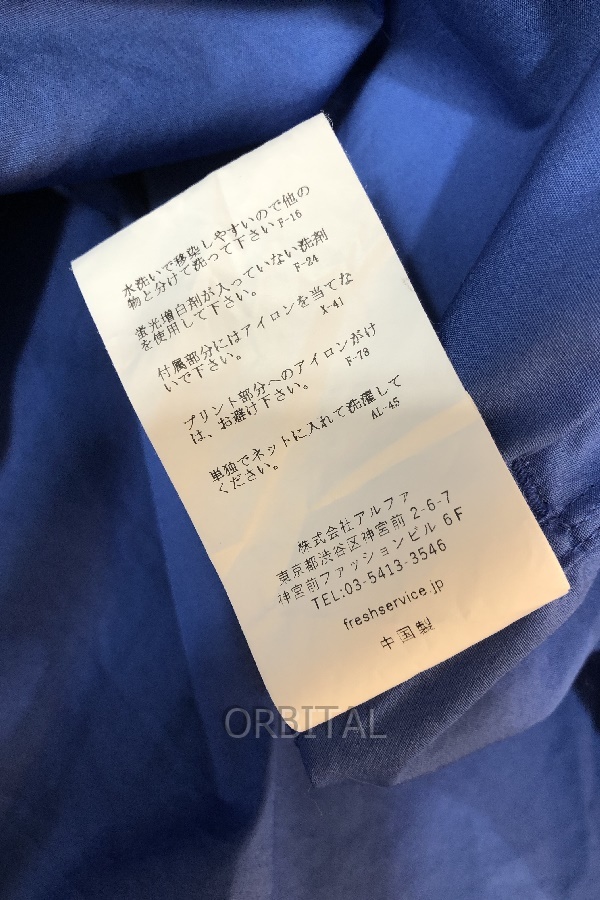 水洗いで移染しやすいので他の
物と分けて洗って下さい F-16
蛍光増白剤が入っていない洗剤
を使用して下さい。 F-24
付属部分にはアイロンを当てな
いで下さい。 X-41
プリント部分へのアイロンがけ
は、お避け下さい。 F-78
単独でネットに入れて洗濯して
ください。 AL-45
株式会社アルファ
東京都渋谷区神宮前 2-6-7
神宮前ファッションビル 6F
TEL:03-5413-3546
freshservice.jp
中国製
ORBITAL